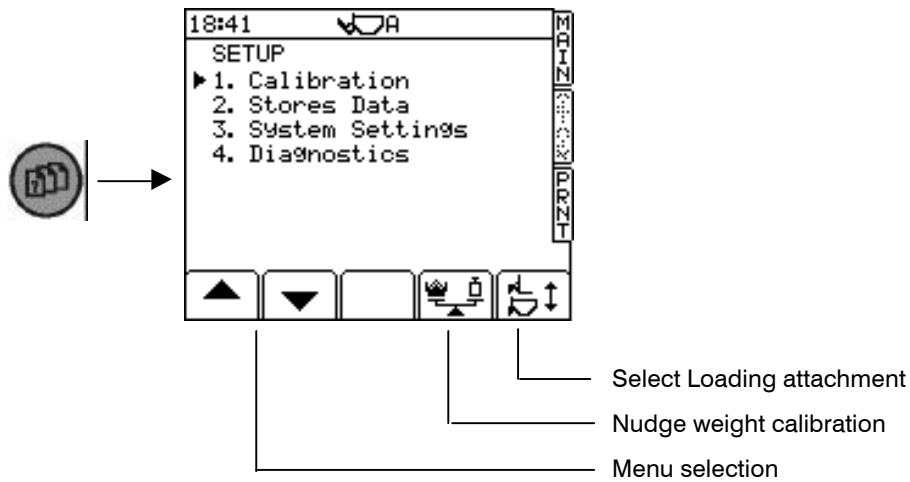 18:41 A
SETUP
1. Calibration
2. Stores Data
3. System Settings
4. Diagnostics
MAIN
PRNT
Select Loading attachment
Nudge weight calibration
Menu selection